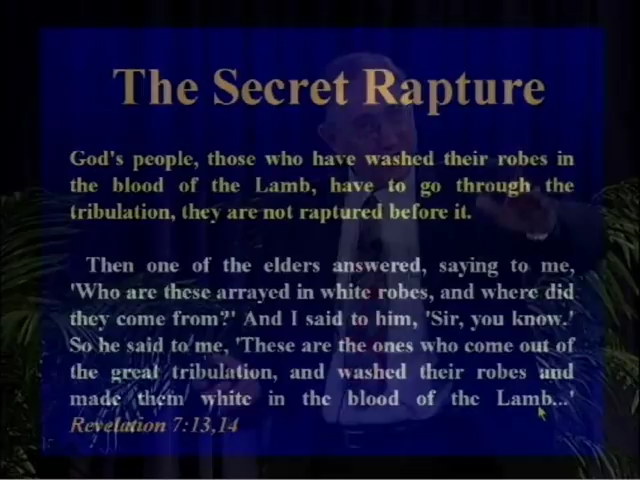 The Secret Rapture
God's people, those who have washed their robes in
the blood of the Lamb, have to go through the
tribulation, they are not raptured before it.
Then one of the elders answered, saying to me,
'Who are these arrayed in white robes, and where did
they come from?' And I said to him, 'Sir, you know.'
So he said to me, 'These are the ones who come out of
the great tribulation, and washed their robes and
made them white in the blood of the Lamb...'
Revelation 7:13,14